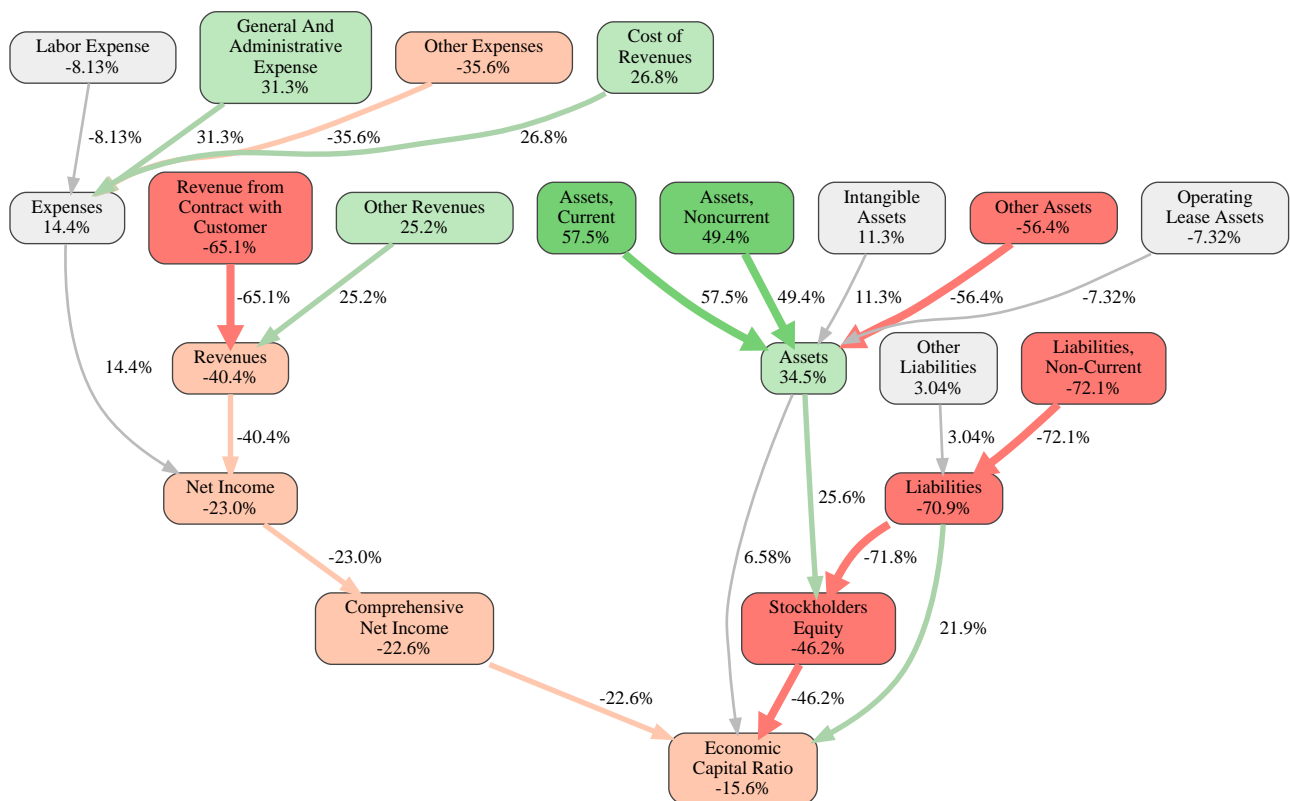 Labor Expense
-8.13%
General And
Administrative
Expense
31.3%
Other Expenses
-35.6%
Cost of
Revenues
26.8%
-8.13%
31.3%
-35.6%
26.8%
Expenses
14.4%
Revenue from
Contract with
Customer
-65.1%
Other Revenues
25.2%
Assets,
Current
57.5%
Assets,
Noncurrent
49.4%
Intangible
Assets
11.3%
Other Assets
-56.4%
Operating
Lease Assets
-7.32%
-65.1%
25.2%
57.5%
49.4%
11.3%
-56.4%
-7.32%
14.4%
Revenues
-40.4%
Assets
34.5%
Other
Liabilities
3.04%
Liabilities,
Non-Current
-72.1%
-40.4%
3.04%
-72.1%
Net Income
-23.0%
25.6%
Liabilities
-70.9%
-23.0%
6.58%
-71.8%
Comprehensive
Net Income
-22.6%
Stockholders
Equity
-46.2%
21.9%
-22.6%
-46.2%
Economic
Capital Ratio
-15.6%